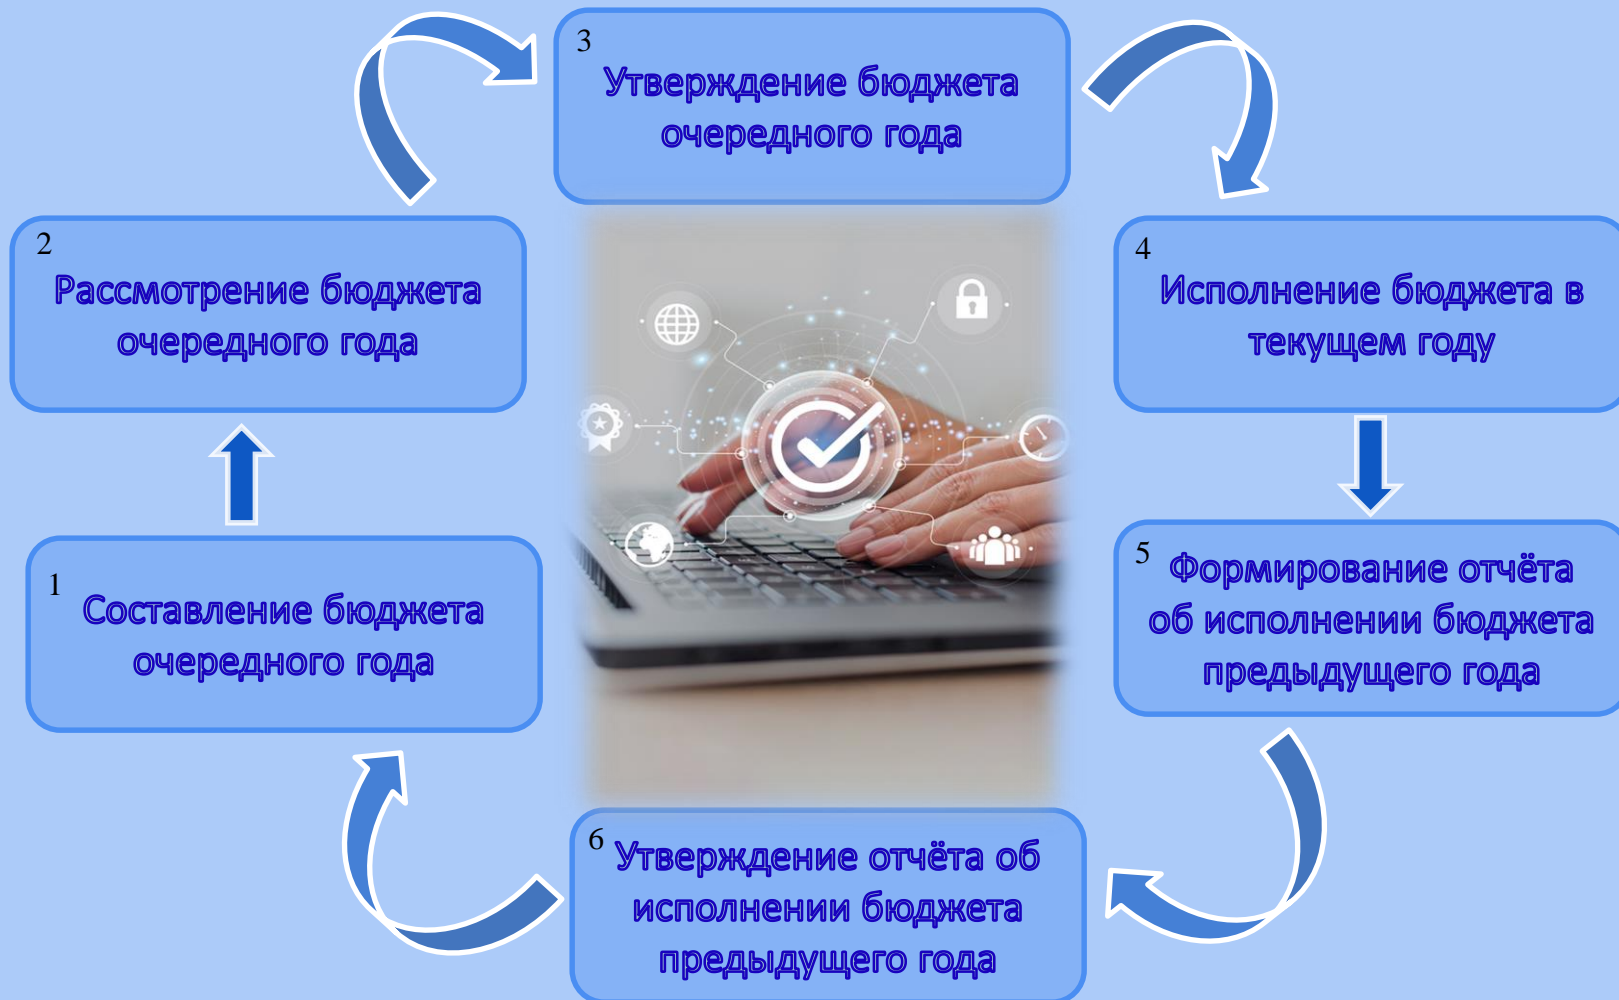 1
Составление бюджета
очередного года
2
Рассмотрение бюджета
очередного года
3
Утверждение бюджета
очередного года
4
Исполнение бюджета в
текущем году
5
Формирование отчёта
об исполнении бюджета
предыдущего года
6
Утверждение отчёта об
исполнении бюджета
предыдущего года